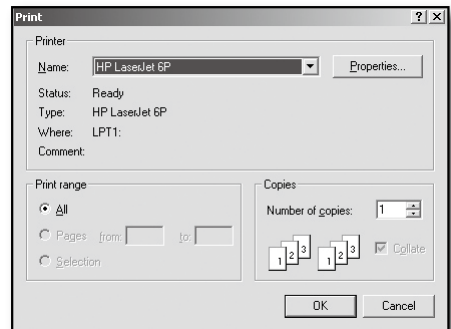 Print
Printer
Name: HP LaserJet 6P Properties...
Status: Ready
Type: HP LaserJet 6P
Where: LPT1:
Comment:
Print range
All
Pages from: to:
Selection
Copies
Number of copies: 1
1 2 3 1 2 3 Collate
OK Cancel